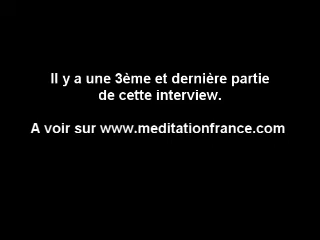 Il y a une 3ème et dernière partie
de cette interview.
A voir sur www.meditationfrance.com